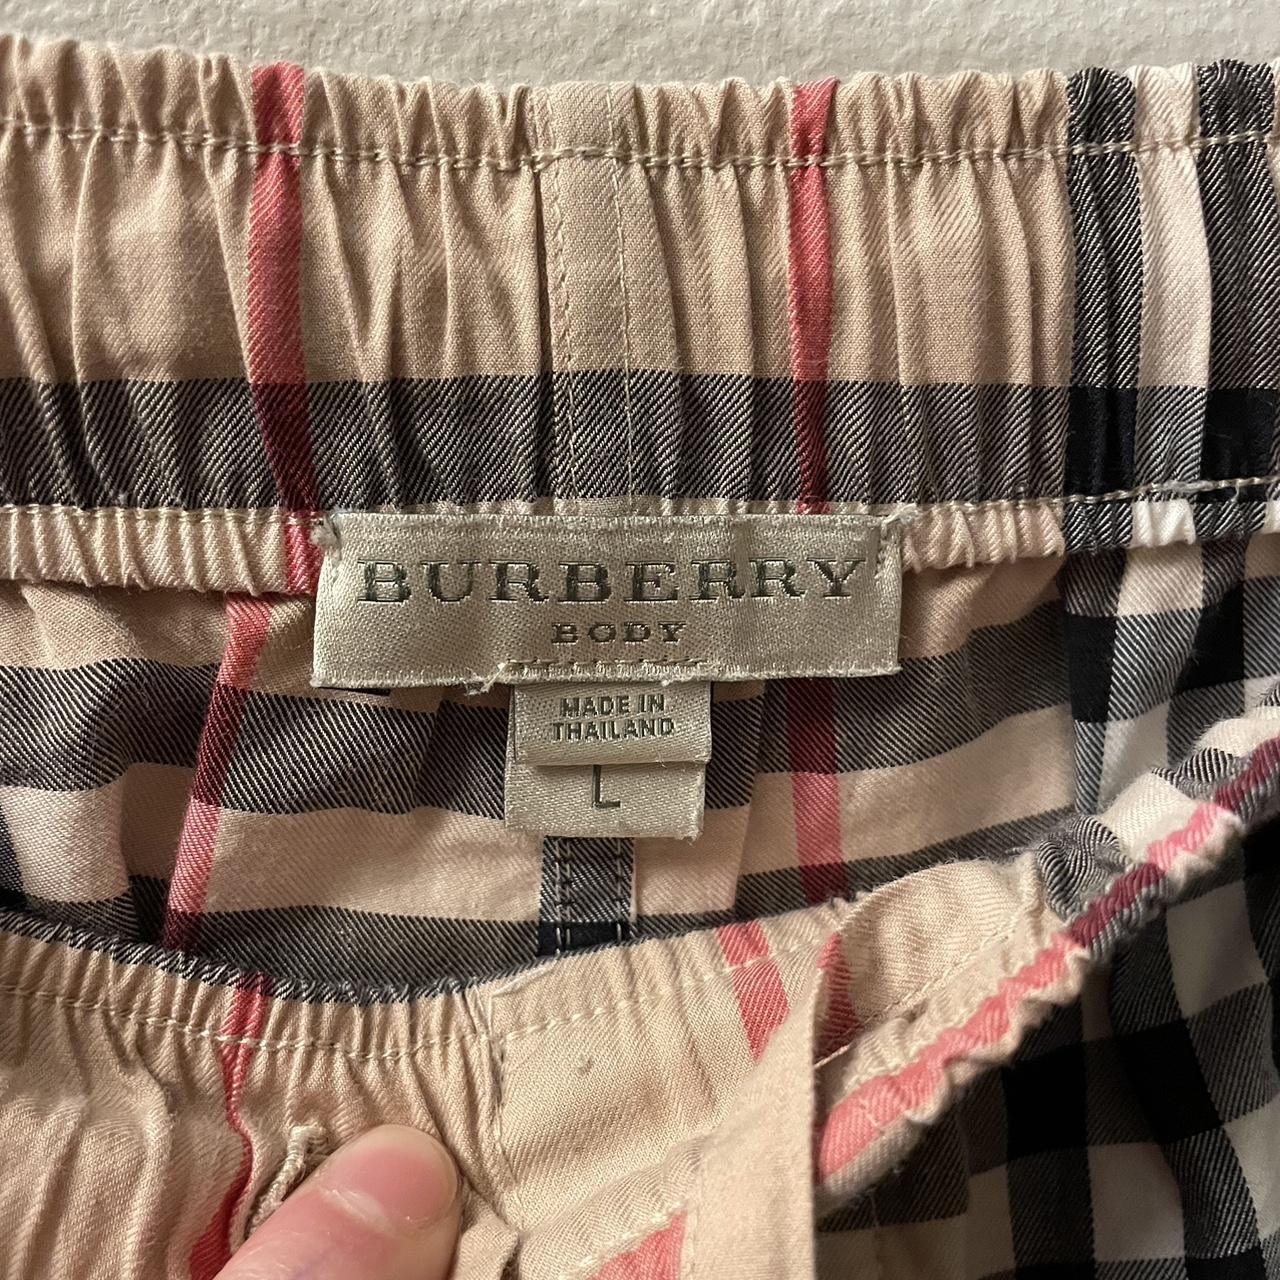 BURBERRY
BODY
MADE IN
THAILAND
L